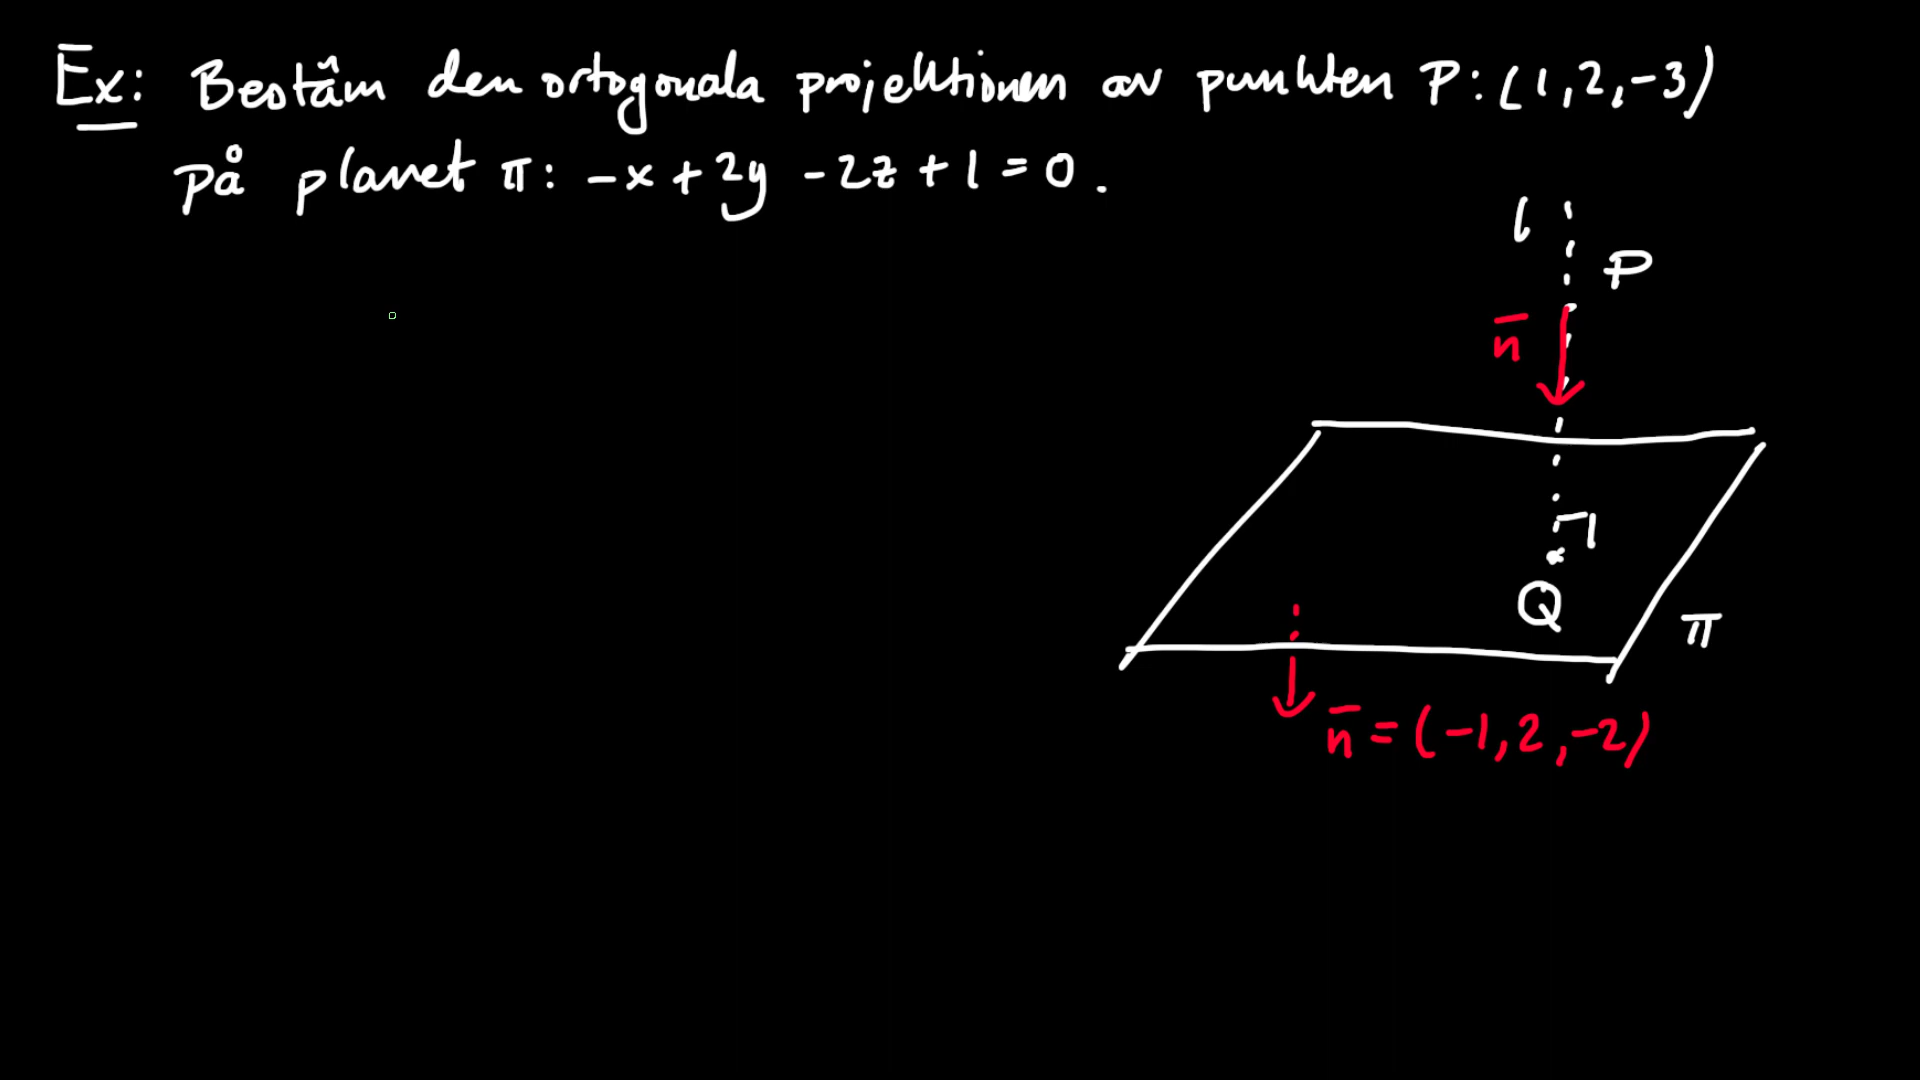 Ex: Bestäm den ortogonala projektionen av punkten P: (1, 2, -3)
på planet π: -x + 2y - 2z + 1 = 0.
l
P
n̄
Q
π
n̄ = (-1, 2, -2)